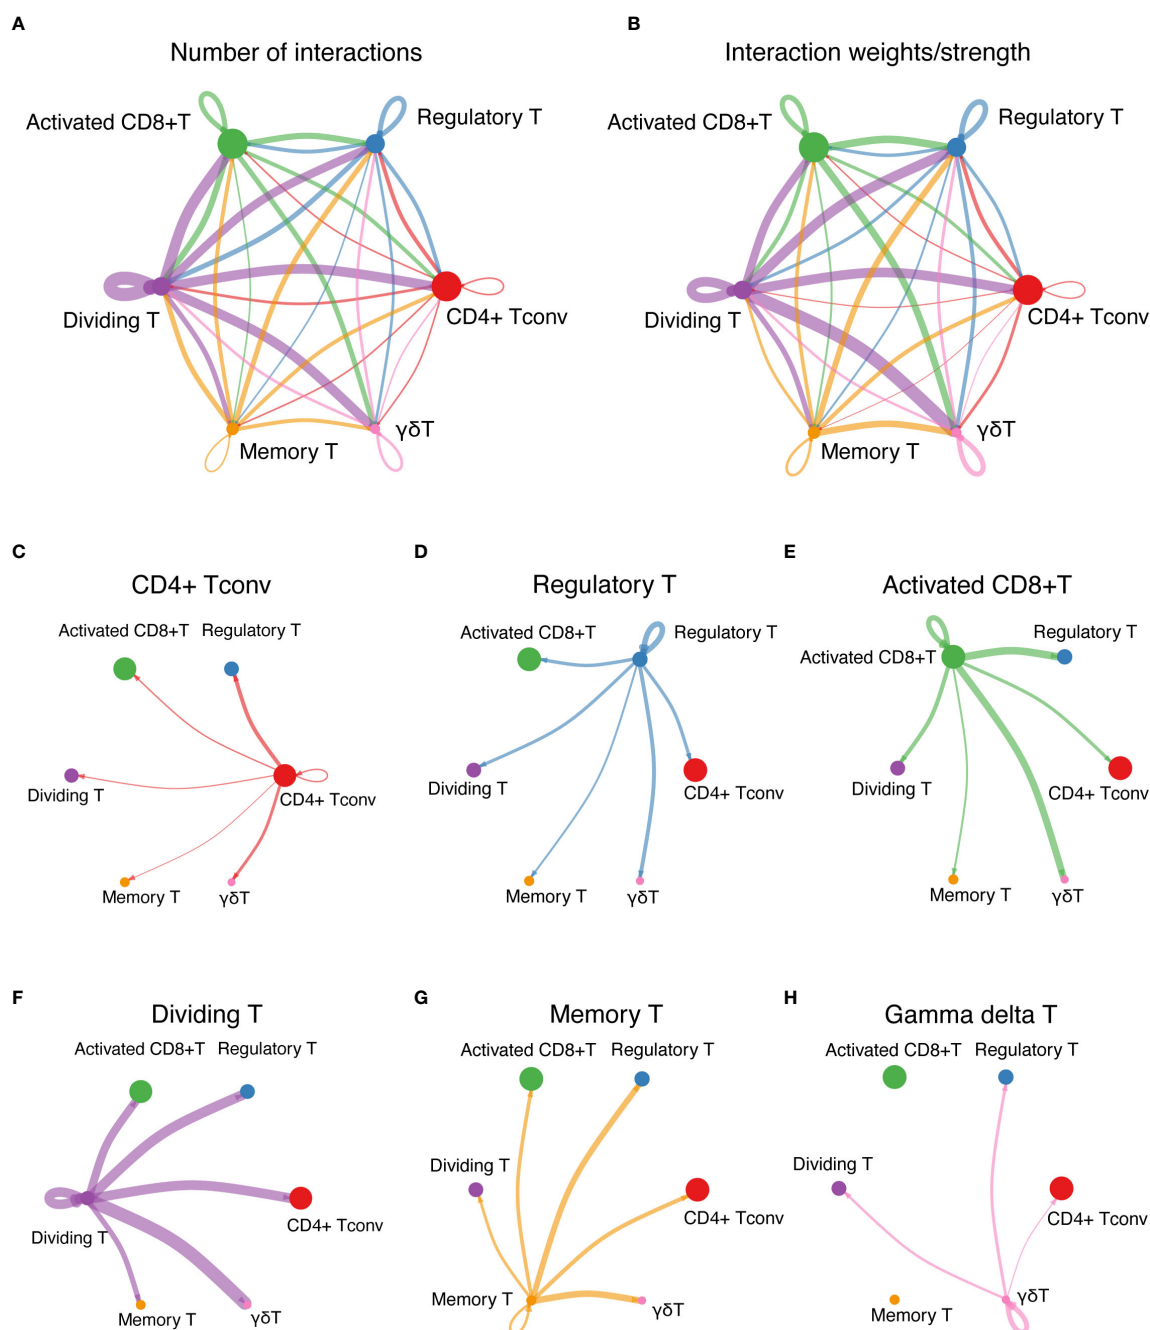 A
B
Number of interactions
Interaction weights/strength
Activated CD8+T
Regulatory T
Dividing T
CD4+ Tconv
Memory T
γδT
Activated CD8+T
Regulatory T
Dividing T
CD4+ Tconv
Memory T
γδT
C
D
E
CD4+ Tconv
Regulatory T
Activated CD8+T
Activated CD8+T
Regulatory T
Dividing T
CD4+ Tconv
Memory T
γδT
Activated CD8+T
Regulatory T
Dividing T
CD4+ Tconv
Memory T
γδT
Activated CD8+T
Regulatory T
Dividing T
CD4+ Tconv
Memory T
γδT
F
G
H
Dividing T
Memory T
Gamma delta T
Activated CD8+T
Regulatory T
Dividing T
CD4+ Tconv
Memory T
γδT
Activated CD8+T
Regulatory T
Dividing T
CD4+ Tconv
Memory T
γδT
Activated CD8+T
Regulatory T
Dividing T
CD4+ Tconv
Memory T
γδT